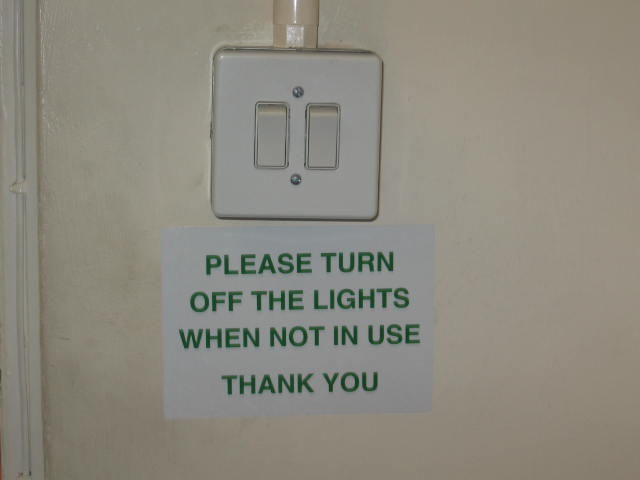 PLEASE TURN
OFF THE LIGHTS
WHEN NOT IN USE
THANK YOU